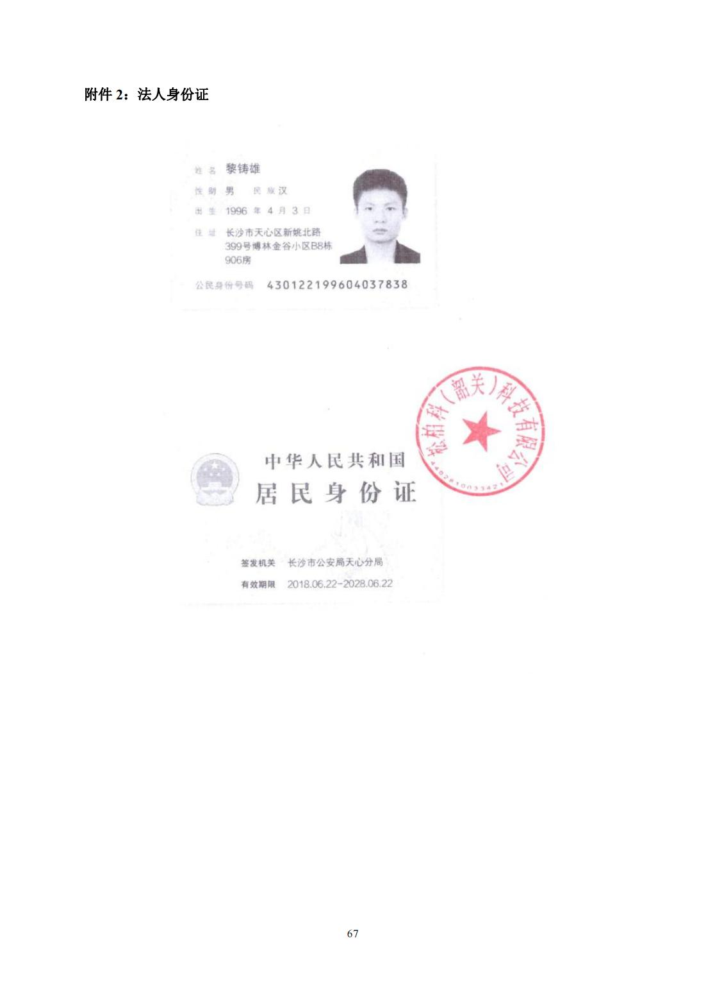 附件 2：法人身份证
姓 名 黎铸雄
性 别 男 民 族 汉
出 生 1996 年 4 月 3 日
住 址 长沙市天心区新姚北路
399号博林金谷小区B8栋
906房
公民身份号码 430122199604037838
松柏科（韶关）科技有限公司
4402810033421
中华人民共和国
居民身份证
签发机关 长沙市公安局天心分局
有效期限 2018.06.22-2028.06.22
67